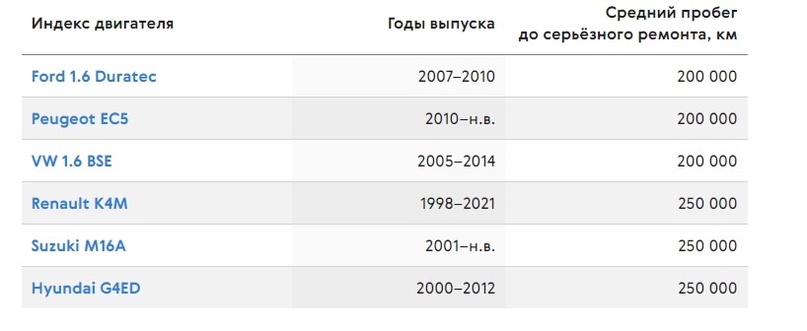 Индекс двигателя Годы выпуска Средний пробег
до серьёзного ремонта, км
Ford 1.6 Duratec 2007–2010 200 000
Peugeot EC5 2010–н.в. 200 000
VW 1.6 BSE 2005–2014 200 000
Renault K4M 1998–2021 250 000
Suzuki M16A 2001–н.в. 250 000
Hyundai G4ED 2000–2012 250 000